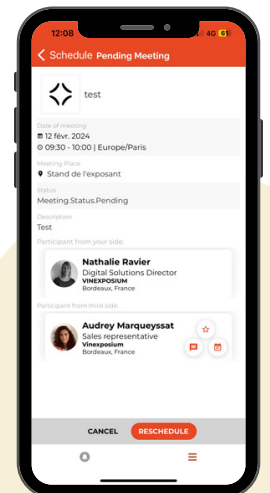 12:08
4G 61
Schedule Pending Meeting
test
Date of meeting
12 févr. 2024
09:30 - 10:00 | Europe/Paris
Meeting Place
Stand de l'exposant
Status
Meeting.Status.Pending
Description
Test
Participant from your side:
Nathalie Ravier
Digital Solutions Director
VINEXPOSIUM
Bordeaux, France
Participant from third side:
Audrey Marqueyssat
Sales representative
Vinexposium
Bordeaux, France
CANCEL
RESCHEDULE